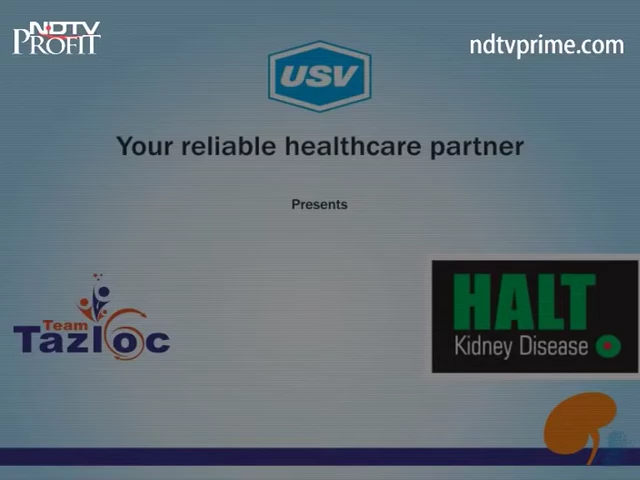 NDTV
PROFIT
ndtvprime.com
USV
Your reliable healthcare partner
Presents
Team
Tazloc
HALT
Kidney Disease